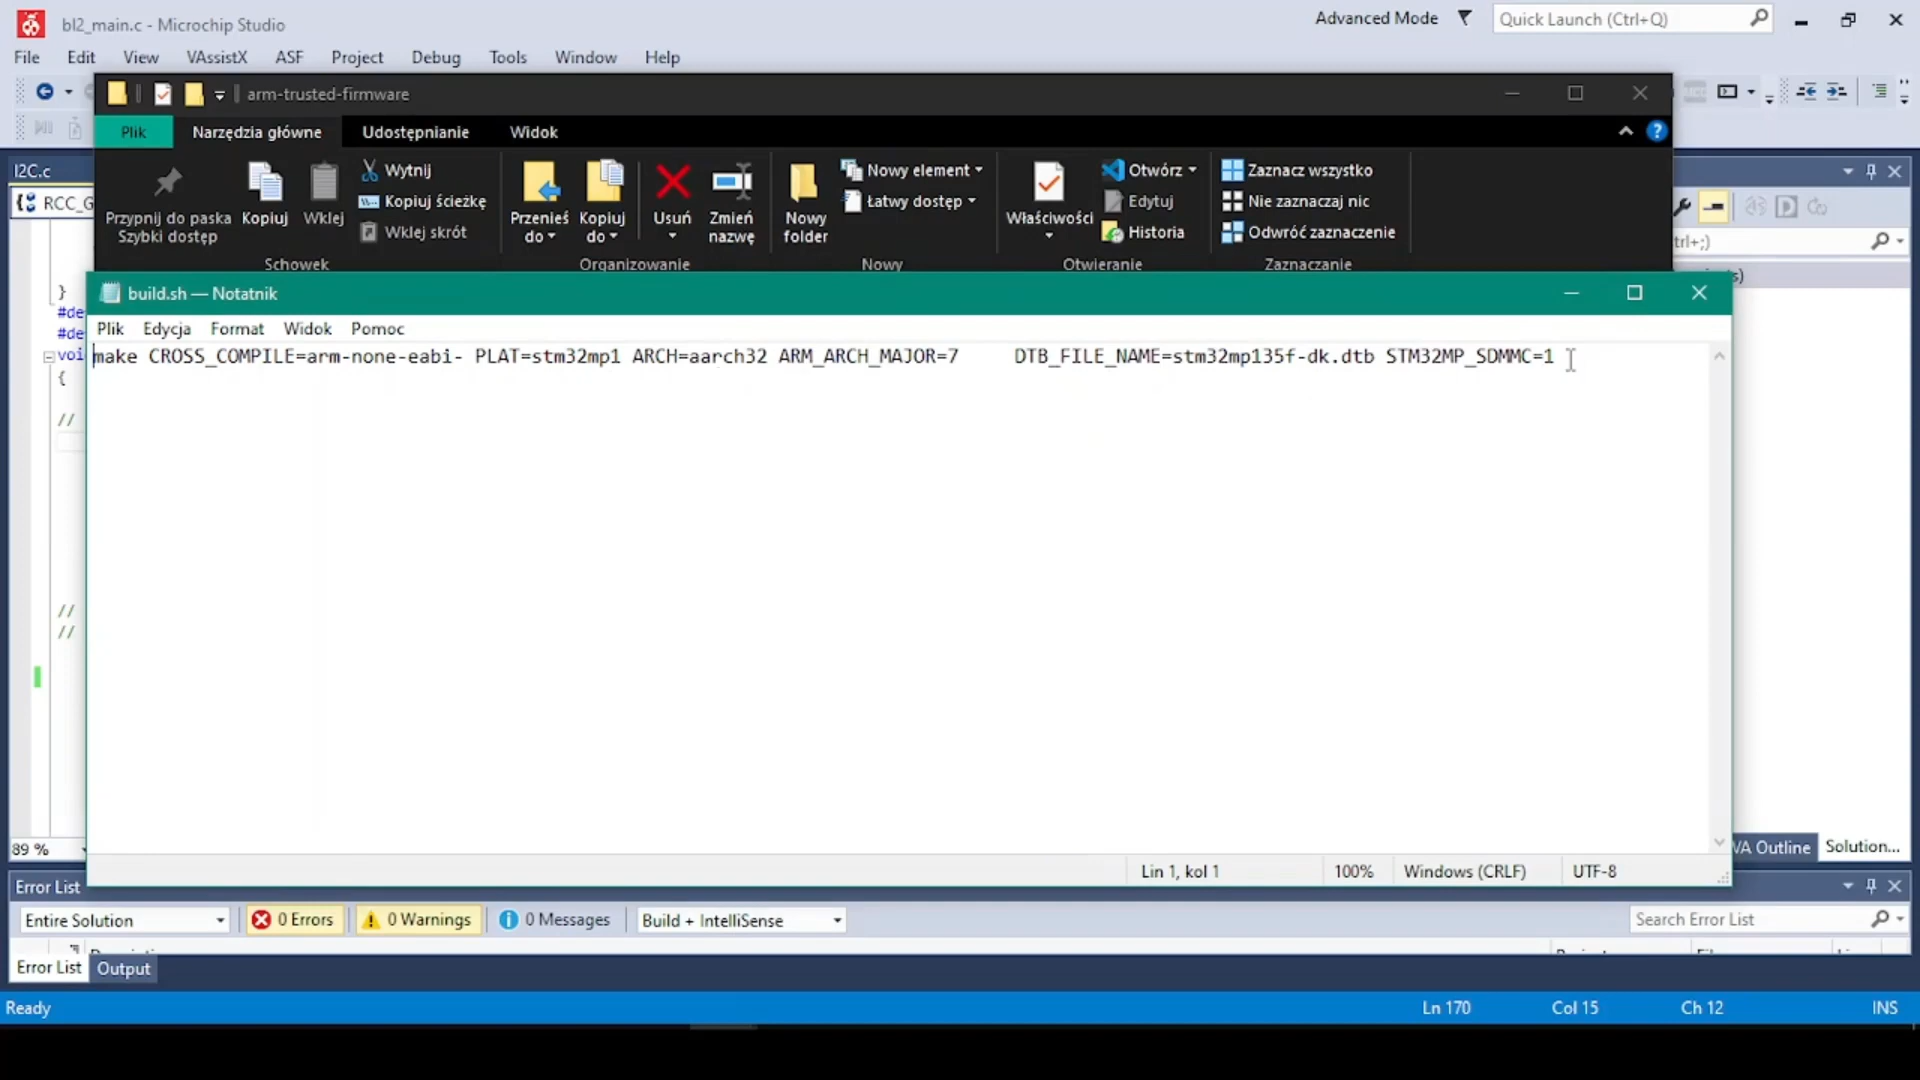 bl2_main.c - Microchip Studio
Advanced Mode
Quick Launch (Ctrl+Q)
File Edit View VAssistX ASF Project Debug Tools Window Help
arm-trusted-firmware
Plik Narzędzia główne Udostępnianie Widok
Przypnij do paska
Szybki dostęp
Kopiuj
Wklej
Wytnij
Kopiuj ścieżkę
Wklej skrót
Przenieś
do
Kopiuj
do
Usuń
Zmień
nazwę
Nowy
folder
Nowy element
Łatwy dostęp
Właściwości
Otwórz
Edytuj
Historia
Zaznacz wszystko
Nie zaznaczaj nic
Odwróć zaznaczenie
Schowek Organizowanie Nowy Otwieranie Zaznaczanie
I2C.c
RCC_G
trl+;)
s)
build.sh — Notatnik
Plik Edycja Format Widok Pomoc
make CROSS_COMPILE=arm-none-eabi- PLAT=stm32mp1 ARCH=aarch32 ARM_ARCH_MAJOR=7     DTB_FILE_NAME=stm32mp135f-dk.dtb STM32MP_SDMMC=1
}
#de
#de
voi
{
//
//
//
89 %
Lin 1, kol 1 100% Windows (CRLF) UTF-8
VA Outline Solution...
Error List
Entire Solution 0 Errors 0 Warnings 0 Messages Build + IntelliSense Search Error List
Error List Output
Ready Ln 170 Col 15 Ch 12 INS